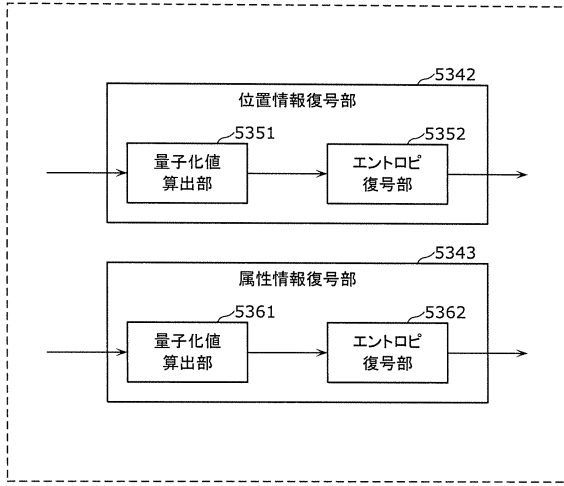 5342
位置情報復号部
5351
量子化値
算出部
5352
エントロピ
復号部
5343
属性情報復号部
5361
量子化値
算出部
5362
エントロピ
復号部